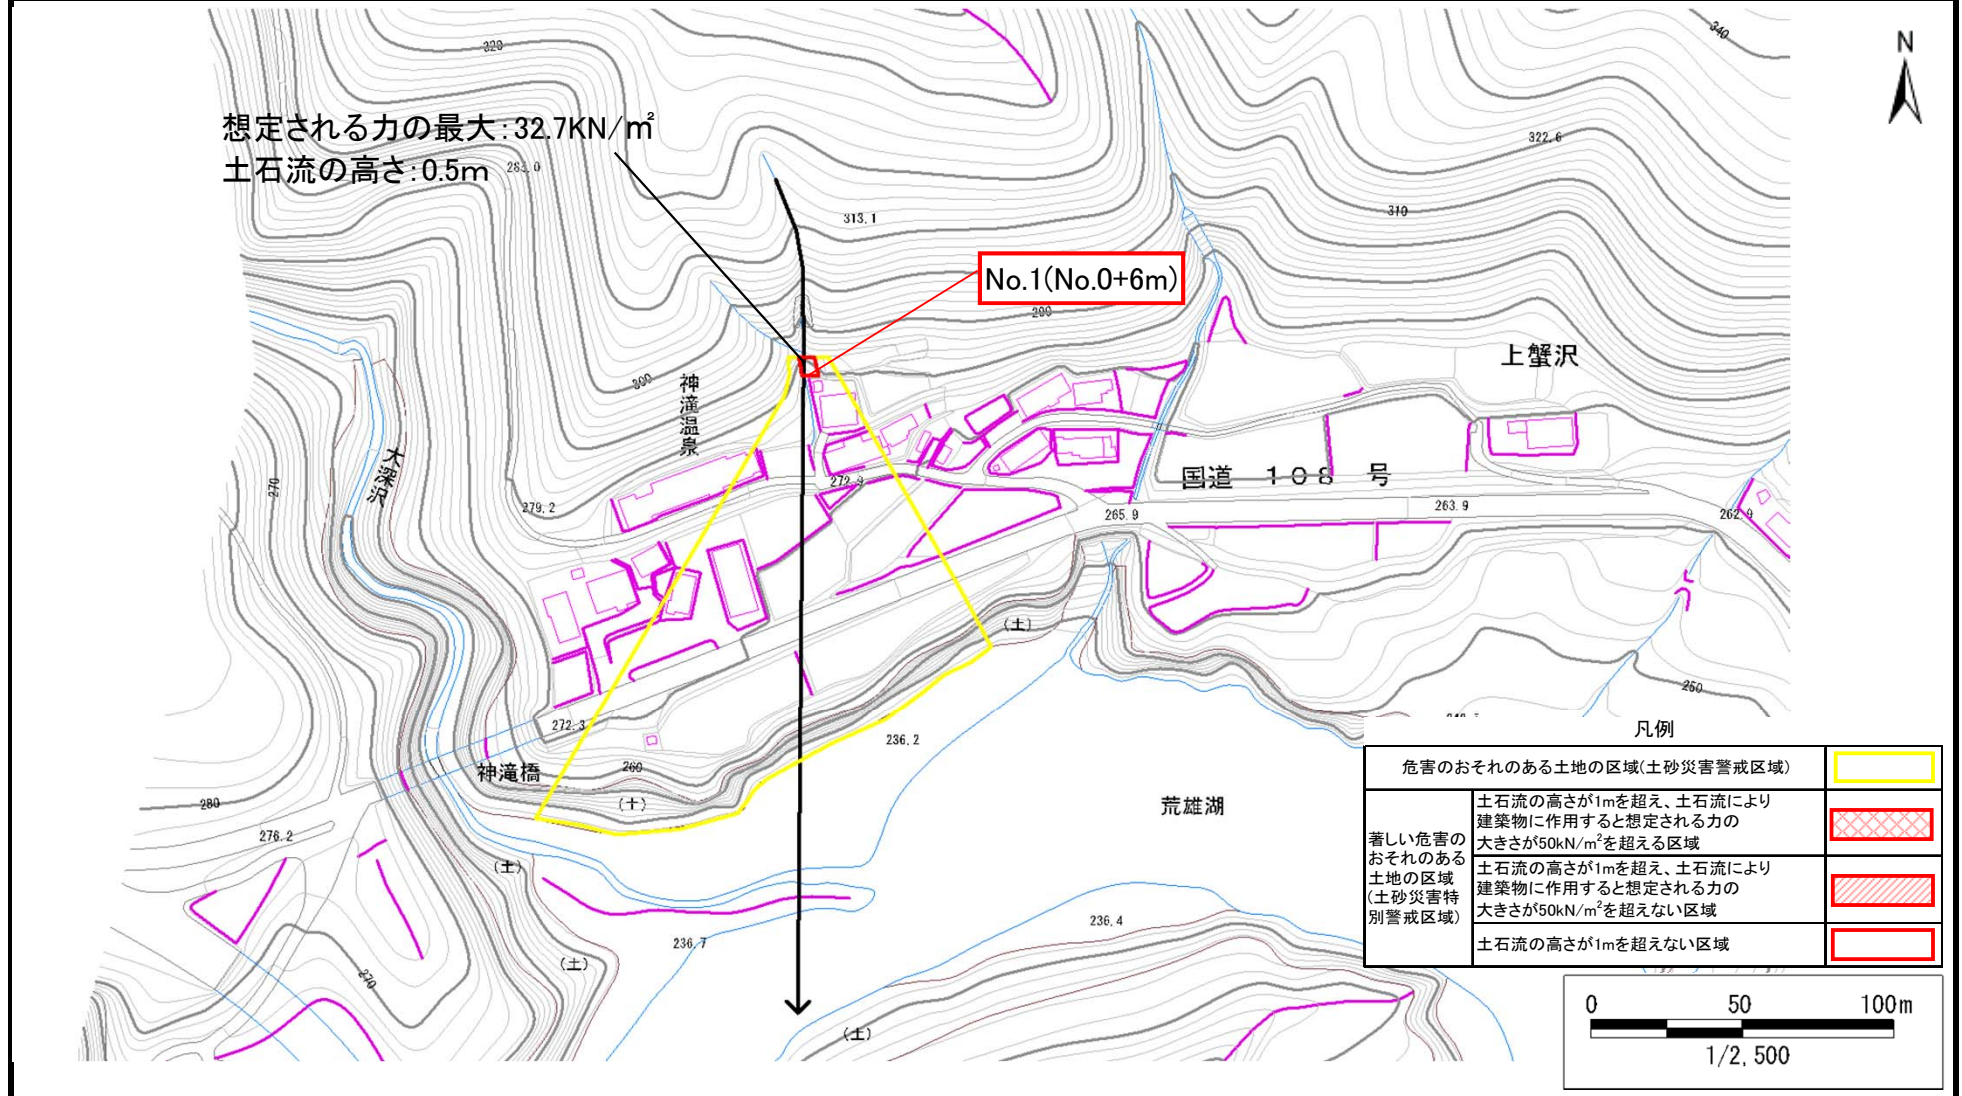 320
340
N
想定される力の最大:32.7KN/㎡
土石流の高さ:0.5m
322.6
310
313.1
No.1(No.0+6m)
280
上蟹沢
300
神滝温泉
大深沢
270
国道 108 号
272.9
279.2
265.9
263.9
262.9
(土)
250
272.3
236.2
神滝橋
260
(土)
荒雄湖
280
276.2
(土)
236.7
236.4
(土)
270
(土)
凡例
危害のおそれのある土地の区域(土砂災害警戒区域)
著しい危害の
おそれのある
土地の区域
(土砂災害特
別警戒区域)
土石流の高さが1mを超え、土石流により
建築物に作用すると想定される力の
大きさが50kN/m²を超える区域
土石流の高さが1mを超え、土石流により
建築物に作用すると想定される力の
大きさが50kN/m²を超えない区域
土石流の高さが1mを超えない区域
0 50 100m
1/2,500